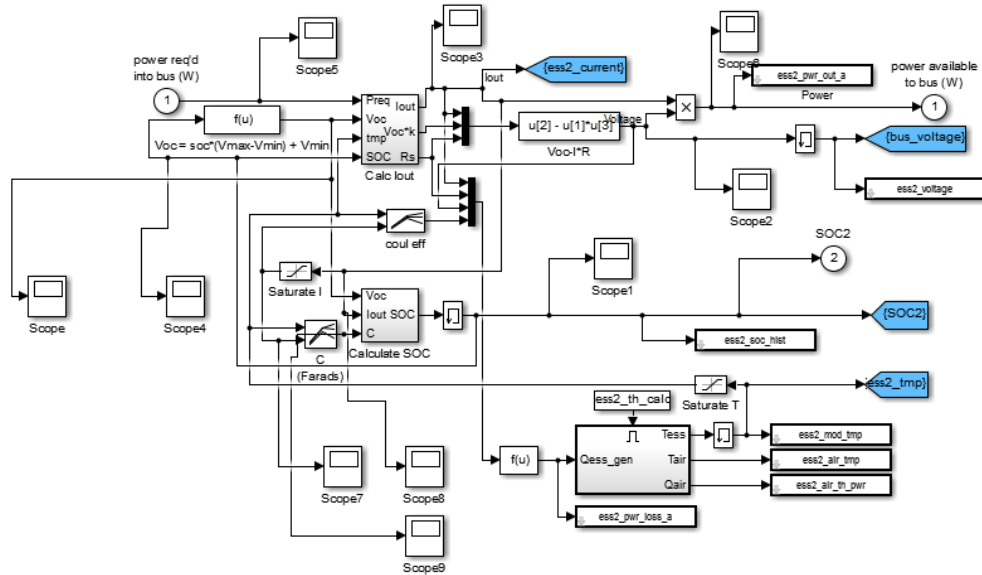 power req'd
into bus (W)
1
Scope5
Scope3
{ess2_current}
Iout
power available
to bus (W)
ess2_pwr_out_a
Power
1
f(u)
Voc = soc*(Vmax-Vmin) + Vmin
Preq
Voc
tmp
SOC
Iout
Voc*k
Rs
Calc Iout
u[2] - u[1]*u[3]
Voc-I*R
Voltage
×
{bus_voltage}
ess2_voltage
Scope2
coul eff
SOC2
2
Saturate I
Scope
Scope4
Voc
Iout
C
SOC
Calculate SOC
Scope1
{SOC2}
ess2_soc_hist
C
(Farads)
Saturate T
ess2_tmp}
ess2_th_calc
Scope7
Scope8
f(u)
Qess_gen
Tess
Tair
Qair
ess2_mod_tmp
ess2_air_tmp
ess2_air_th_pwr
ess2_pwr_loss_a
Scope9